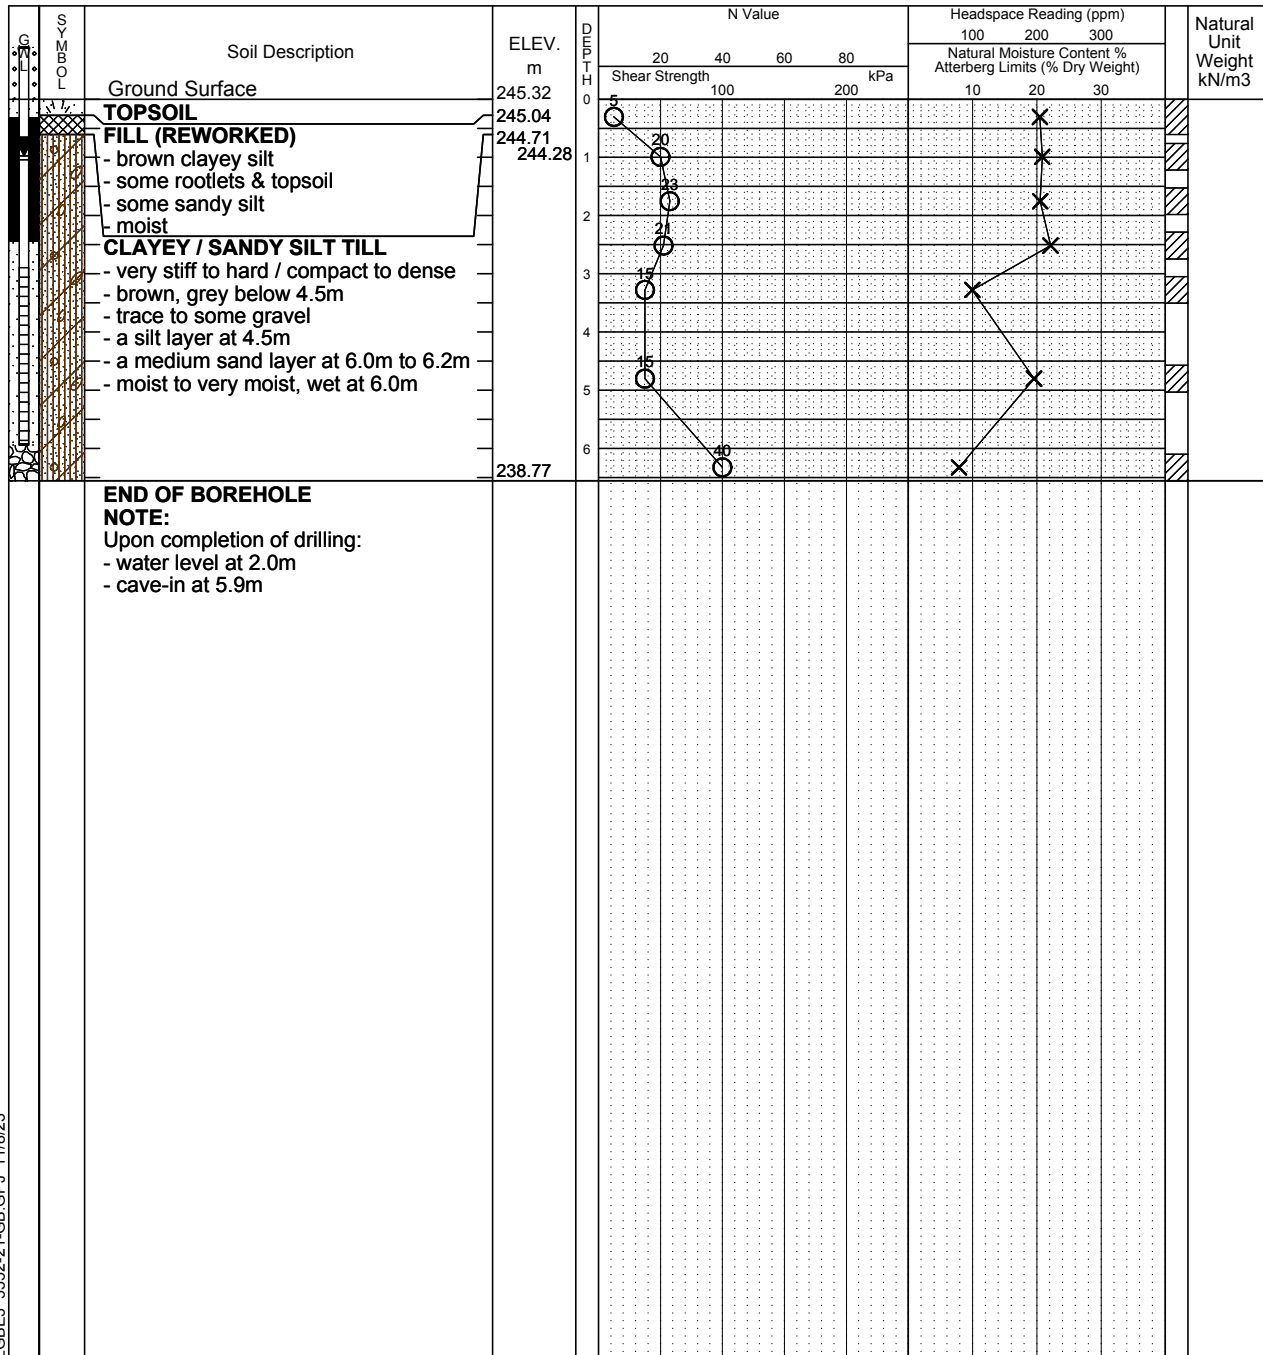 GWL
SYMBOL
Soil Description
ELEV.
m
DEPTH
N Value
20 40 60 80
Shear Strength kPa
100 200
Headspace Reading (ppm)
100 200 300
Natural Moisture Content %
Atterberg Limits (% Dry Weight)
10 20 30
Natural
Unit
Weight
kN/m3
Ground Surface 245.32 0
TOPSOIL 245.04 5
FILL (REWORKED) 244.71 20
- brown clayey silt 244.28 1
- some rootlets & topsoil
- some sandy silt 23
- moist 2 21
CLAYEY / SANDY SILT TILL
- very stiff to hard / compact to dense 3 15
- brown, grey below 4.5m
- trace to some gravel
- a silt layer at 4.5m 4
- a medium sand layer at 6.0m to 6.2m 15
- moist to very moist, wet at 6.0m 5
6 40
238.77
END OF BOREHOLE
NOTE:
Upon completion of drilling:
- water level at 2.0m
- cave-in at 5.9m